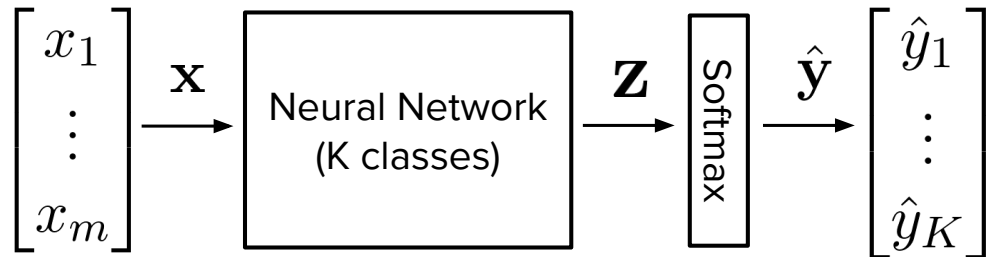 x₁
⋮
xₘ
𝐱
Neural Network
(K classes)
𝐳
Softmax
ŷ
ŷ₁
⋮
ŷ_K